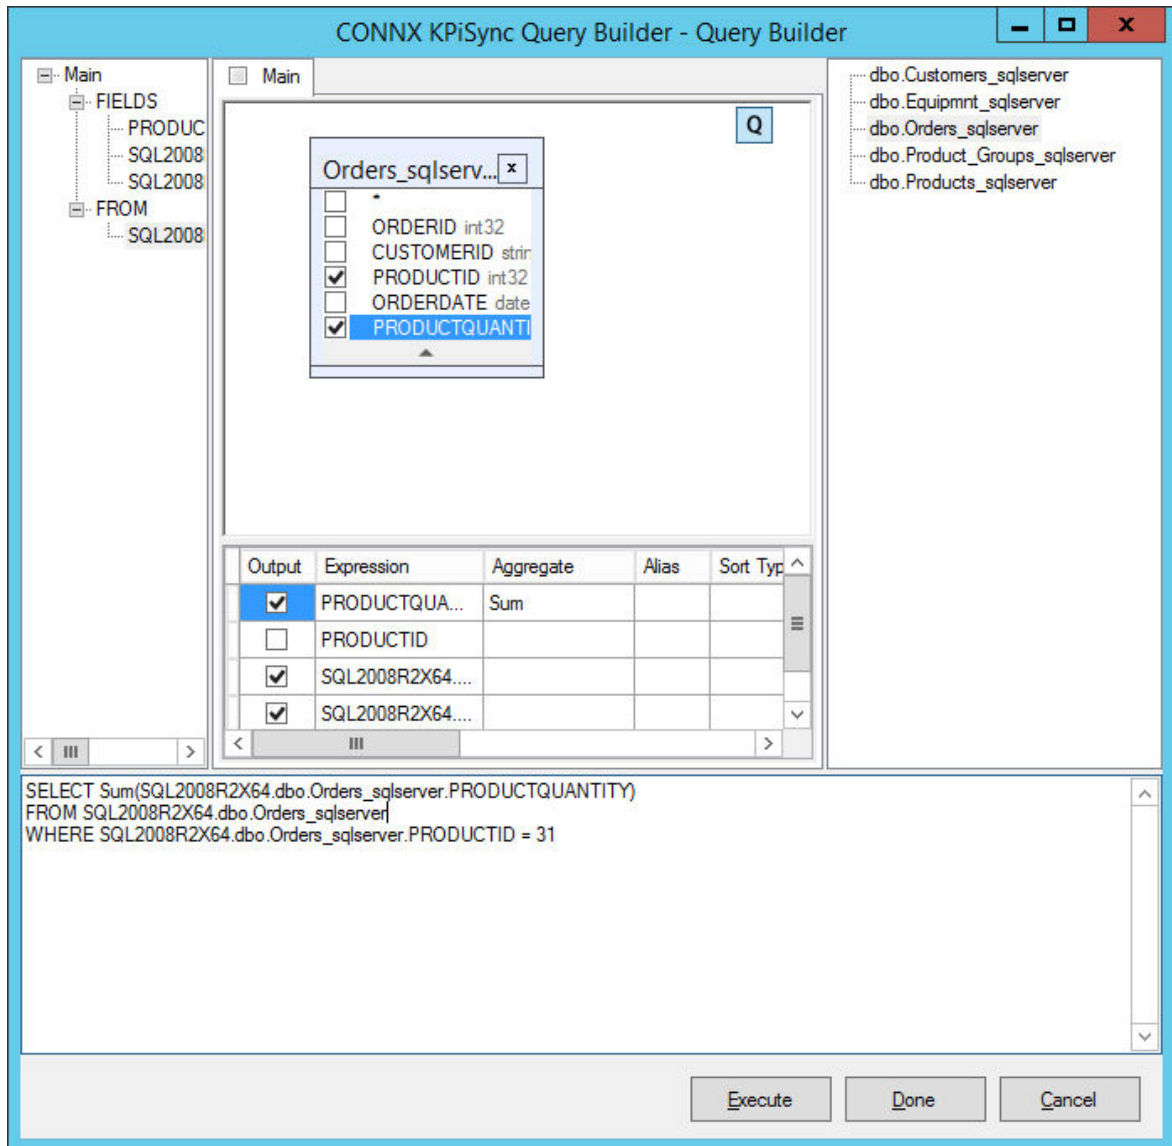 CONNX KPiSync Query Builder - Query Builder
Main
FIELDS
PRODUC
SQL2008
SQL2008
FROM
SQL2008
Main
Q
Orders_sqlserv... x
*
ORDERID int32
CUSTOMERID strin
PRODUCTID int32
ORDERDATE date
PRODUCTQUANTI
dbo.Customers_sqlserver
dbo.Equipmnt_sqlserver
dbo.Orders_sqlserver
dbo.Product_Groups_sqlserver
dbo.Products_sqlserver
Output Expression Aggregate Alias Sort Typ
PRODUCTQUA... Sum
PRODUCTID
SQL2008R2X64....
SQL2008R2X64....
SELECT Sum(SQL2008R2X64.dbo.Orders_sqlserver.PRODUCTQUANTITY)
FROM SQL2008R2X64.dbo.Orders_sqlserver
WHERE SQL2008R2X64.dbo.Orders_sqlserver.PRODUCTID = 31
Execute Done Cancel